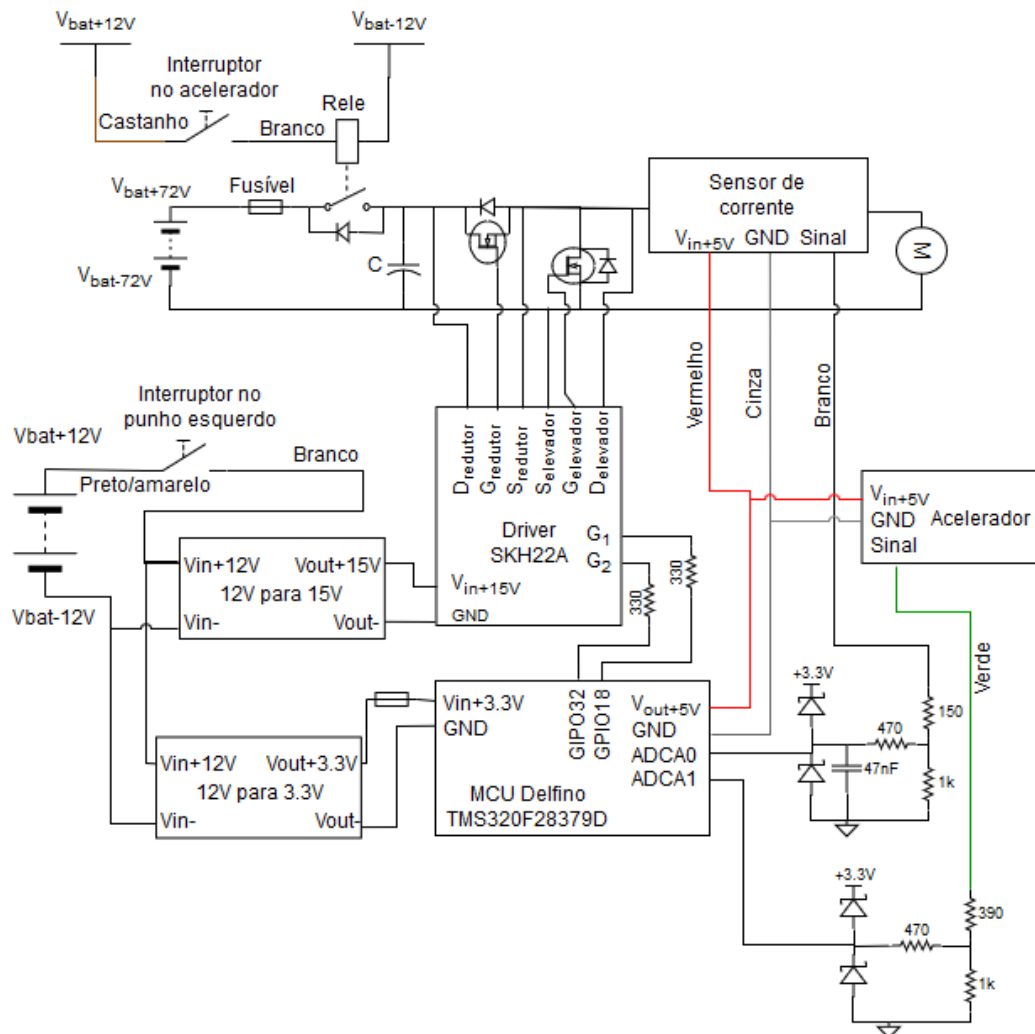 Vbat+12V
Vbat-12V
Interruptor
no acelerador
Rele
Castanho
Branco
Vbat+72V
Fusível
Vbat-72V
C
Sensor de
corrente
Vin+5V GND Sinal
M
Vermelho
Cinza
Branco
Interruptor no
punho esquerdo
Vbat+12V
Branco
Preto/amarelo
Vbat-12V
Dredutor
Gredutor
Sredutor
Selevador
Gelevador
Delevador
Driver
SKH22A
G1
G2
Vin+15V
GND
330
330
Vin+12V Vout+15V
12V para 15V
Vin- Vout-
Vin+5V
GND
Acelerador
Sinal
Verde
Vin+3.3V
GND
GIPO32
GPIO18
Vout+5V
GND
ADCA0
ADCA1
MCU Delfino
TMS320F28379D
Vin+12V Vout+3.3V
12V para 3.3V
Vin- Vout-
+3.3V
150
470
47nF
1k
+3.3V
390
470
1k